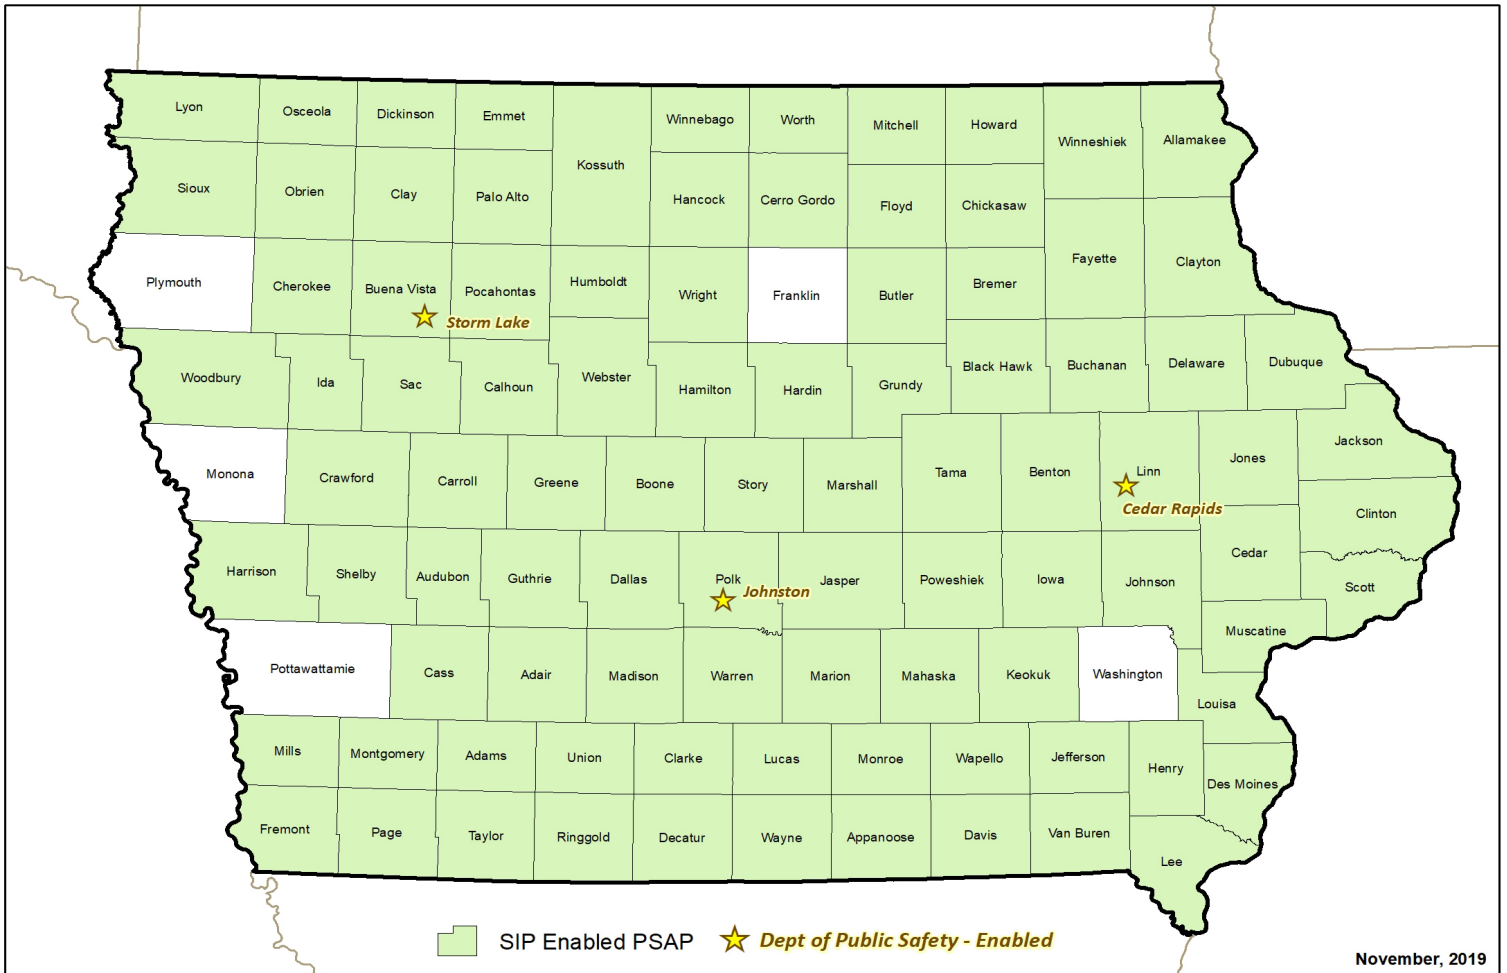 Lyon
Osceola
Dickinson
Emmet
Kossuth
Winnebago
Worth
Mitchell
Howard
Winneshiek
Allamakee
Sioux
Obrien
Clay
Palo Alto
Hancock
Cerro Gordo
Floyd
Chickasaw
Fayette
Clayton
Plymouth
Cherokee
Buena Vista
Pocahontas
Humboldt
Wright
Franklin
Butler
Bremer
Storm Lake
Woodbury
Ida
Sac
Calhoun
Webster
Hamilton
Hardin
Grundy
Black Hawk
Buchanan
Delaware
Dubuque
Monona
Crawford
Carroll
Greene
Boone
Story
Marshall
Tama
Benton
Linn
Jones
Jackson
Cedar Rapids
Clinton
Harrison
Shelby
Audubon
Guthrie
Dallas
Polk
Johnston
Jasper
Poweshiek
Iowa
Johnson
Cedar
Scott
Muscatine
Pottawattamie
Cass
Adair
Madison
Warren
Marion
Mahaska
Keokuk
Washington
Louisa
Mills
Montgomery
Adams
Union
Clarke
Lucas
Monroe
Wapello
Jefferson
Henry
Des Moines
Fremont
Page
Taylor
Ringgold
Decatur
Wayne
Appanoose
Davis
Van Buren
Lee
SIP Enabled PSAP
Dept of Public Safety - Enabled
November, 2019